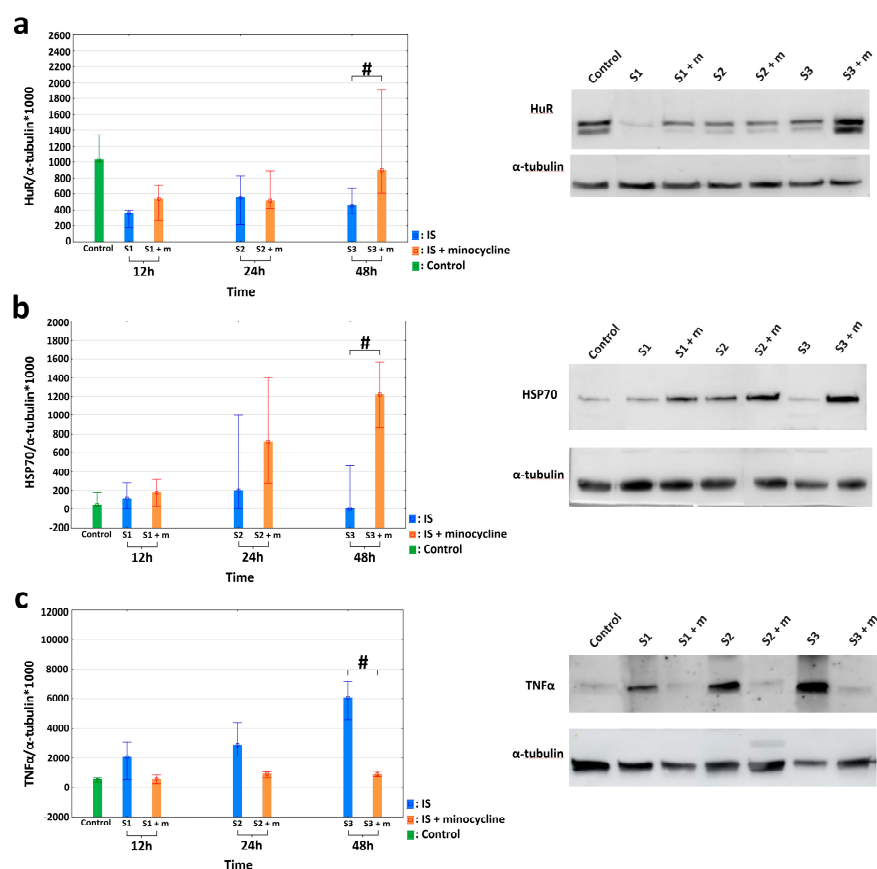 a
HuR/α-tubulin*1000
2600
2400
2200
2000
1800
1600
1400
1200
1000
800
600
400
200
0
#
Control S1 S1 + m S2 S2 + m S3 S3 + m
12h 24h 48h
Time
: IS
: IS + minocycline
: Control
Control S1 S1 + m S2 S2 + m S3 S3 + m
HuR
α-tubulin
b
HSP70/α-tubulin*1000
2000
1800
1600
1400
1200
1000
800
600
400
200
0
-200
#
Control S1 S1 + m S2 S2 + m S3 S3 + m
12h 24h 48h
Time
: IS
: IS + minocycline
: Control
Control S1 S1 + m S2 S2 + m S3 S3 + m
HSP70
α-tubulin
c
TNFα/α-tubulin*1000
12000
10000
8000
6000
4000
2000
0
-2000
#
Control S1 S1 + m S2 S2 + m S3 S3 + m
12h 24h 48h
Time
: IS
: IS + minocycline
: Control
Control S1 S1 + m S2 S2 + m S3 S3 + m
TNFα
α-tubulin